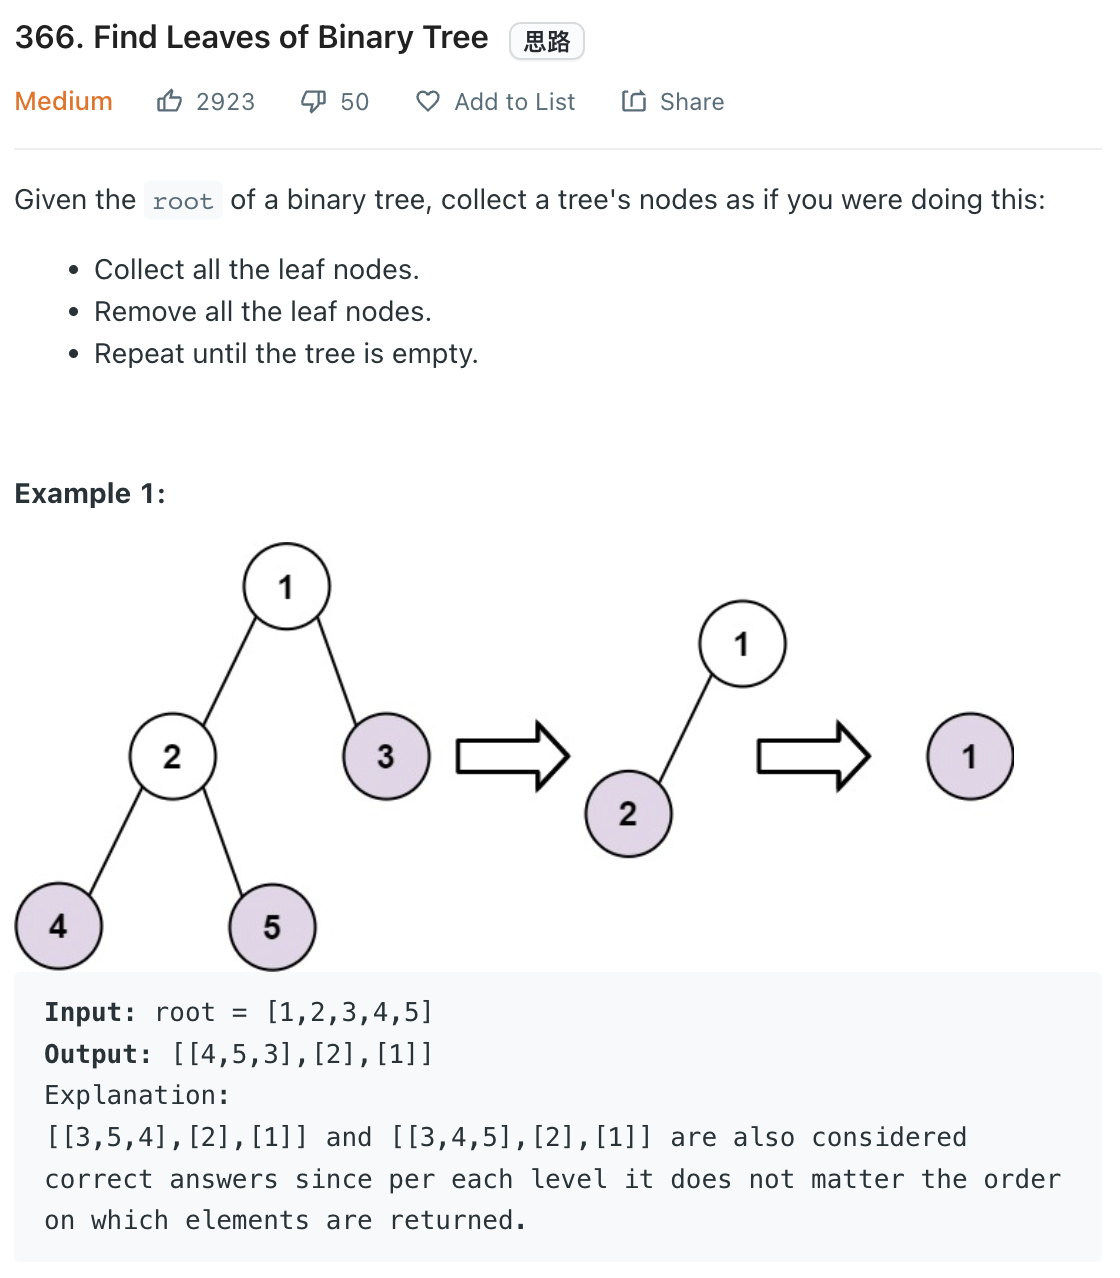 366. Find Leaves of Binary Tree 思路
Medium 2923 50 Add to List Share
Given the root of a binary tree, collect a tree's nodes as if you were doing this:
• Collect all the leaf nodes.
• Remove all the leaf nodes.
• Repeat until the tree is empty.
Example 1:
1
1
2 3 1
2
4 5
Input: root = [1,2,3,4,5]
Output: [[4,5,3],[2],[1]]
Explanation:
[[3,5,4],[2],[1]] and [[3,4,5],[2],[1]] are also considered
correct answers since per each level it does not matter the order
on which elements are returned.